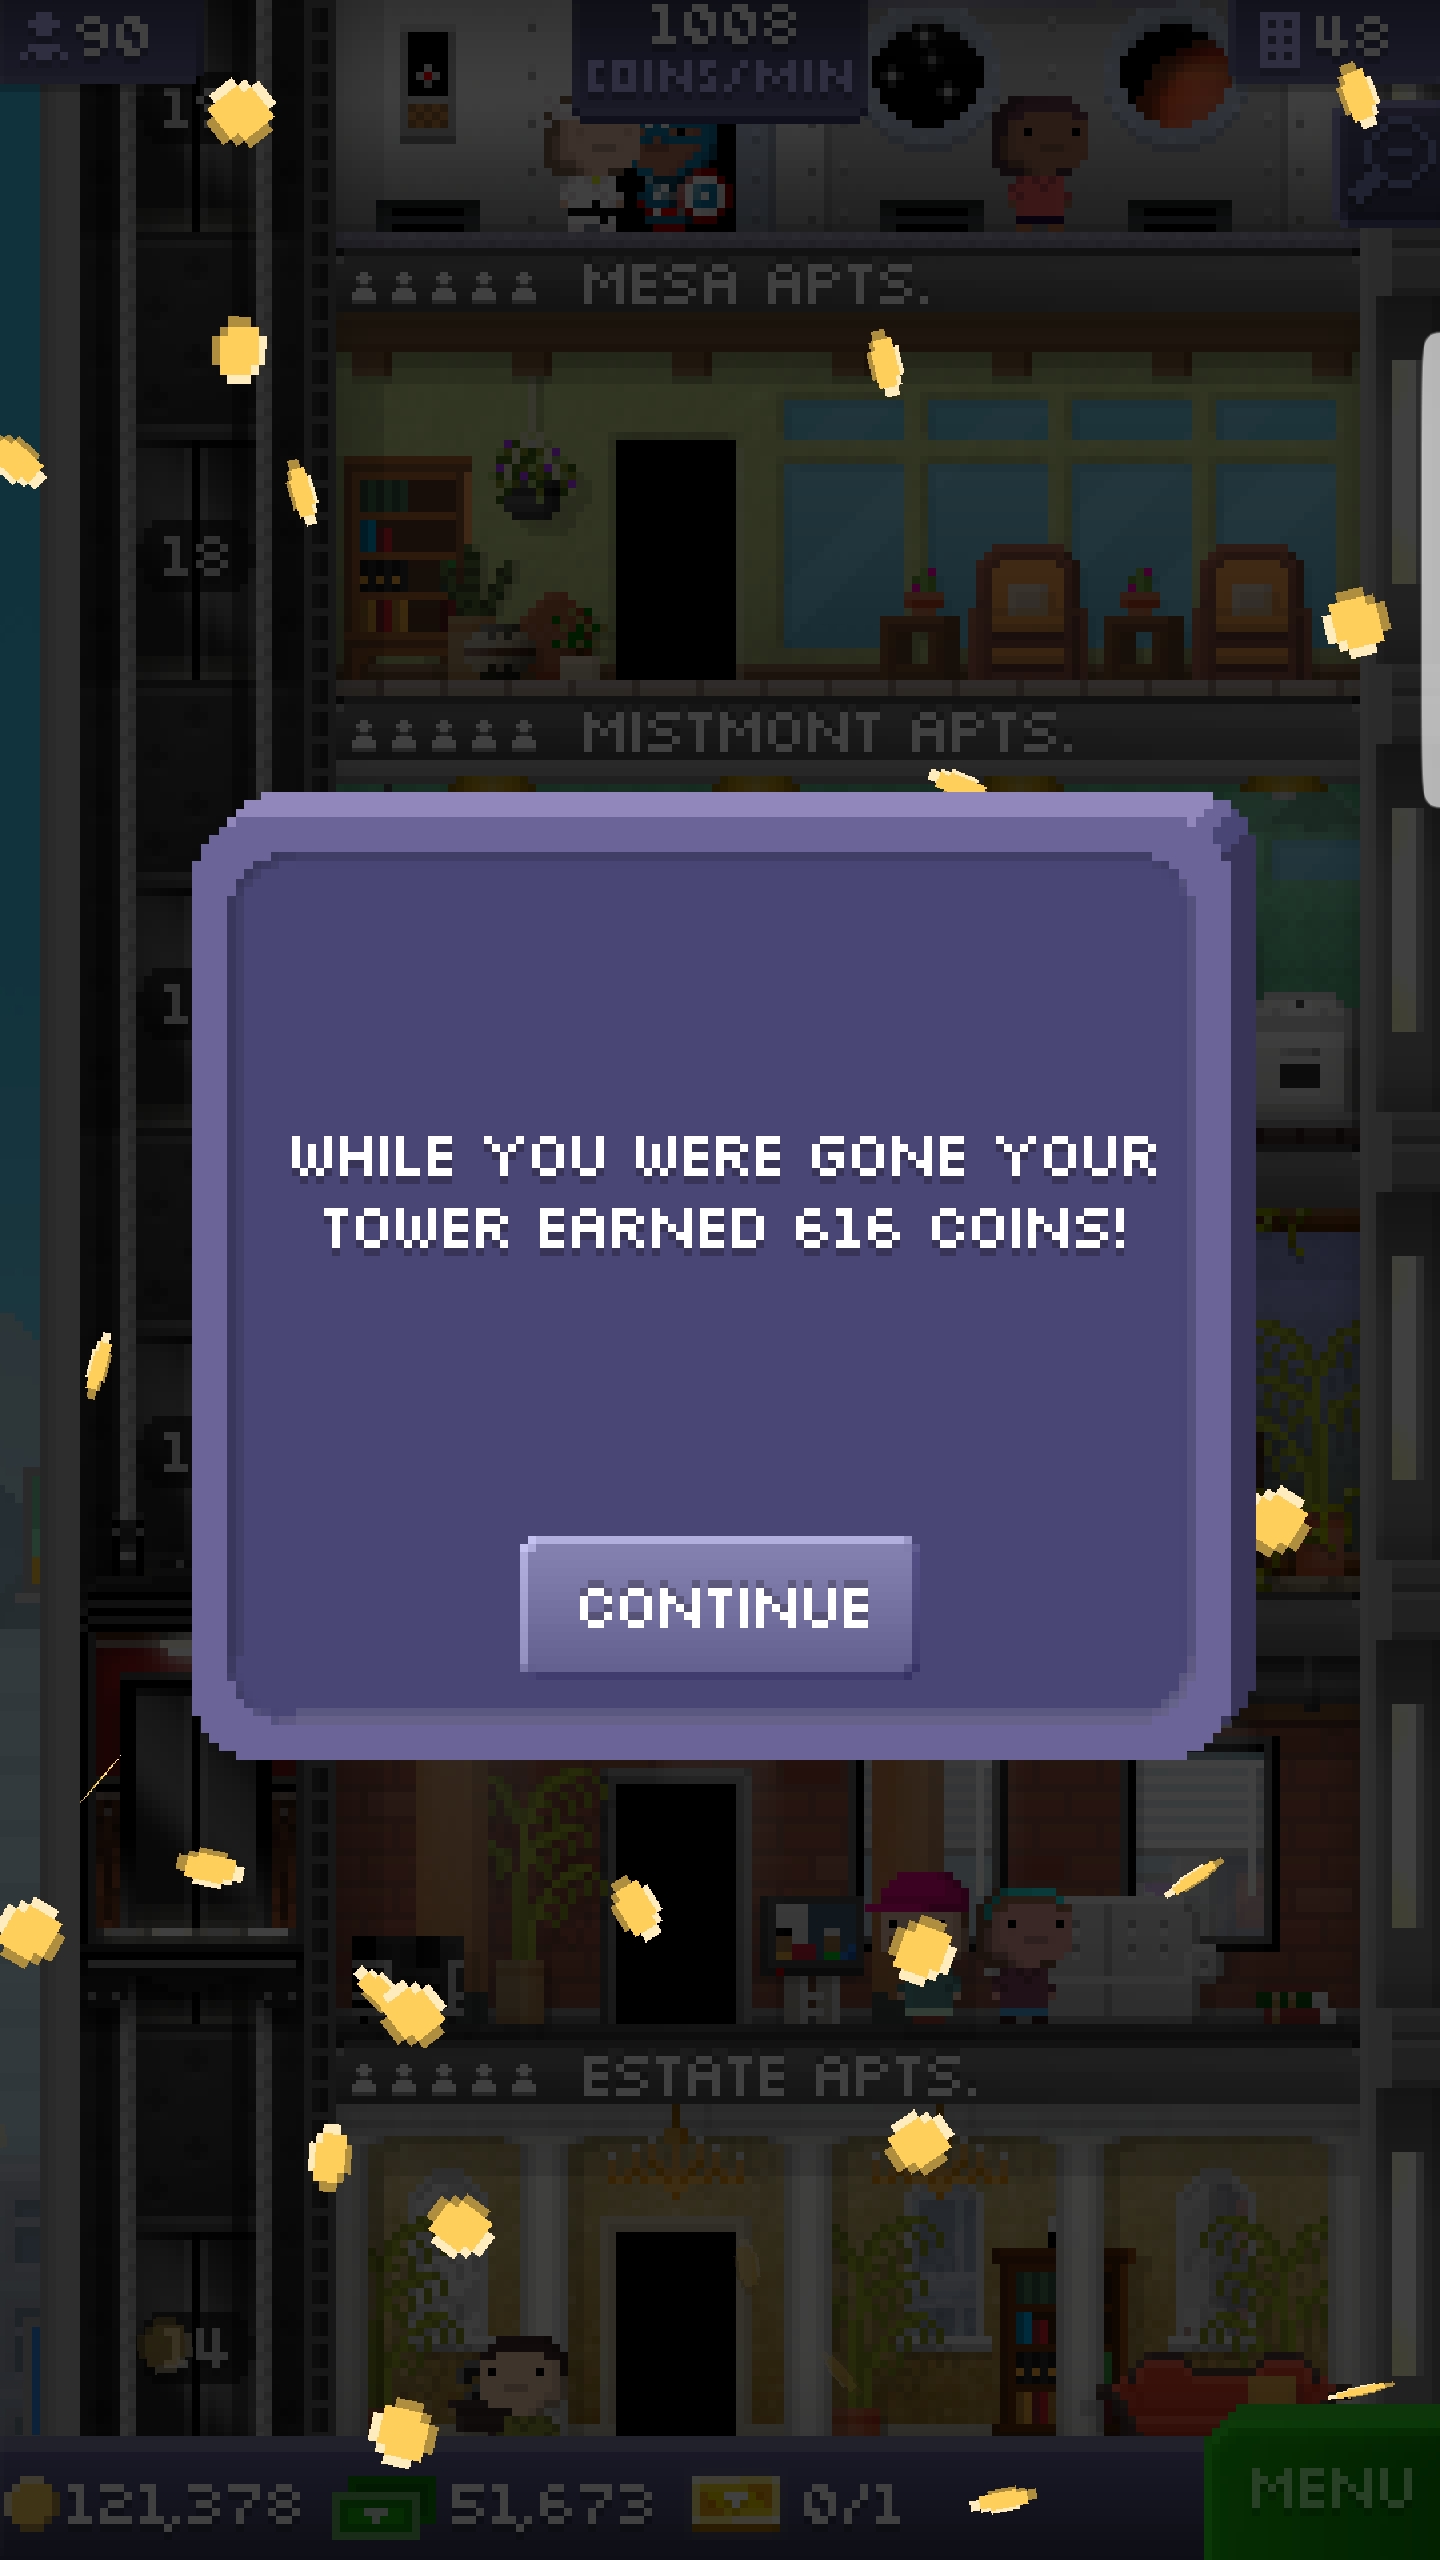 90
1008
COINS/MIN
48
MESA APTS.
18
MISTMONT APTS.
WHILE YOU WERE GONE YOUR
TOWER EARNED 616 COINS!
CONTINUE
ESTATE APTS.
14
121,378
51,673
0/1
MENU